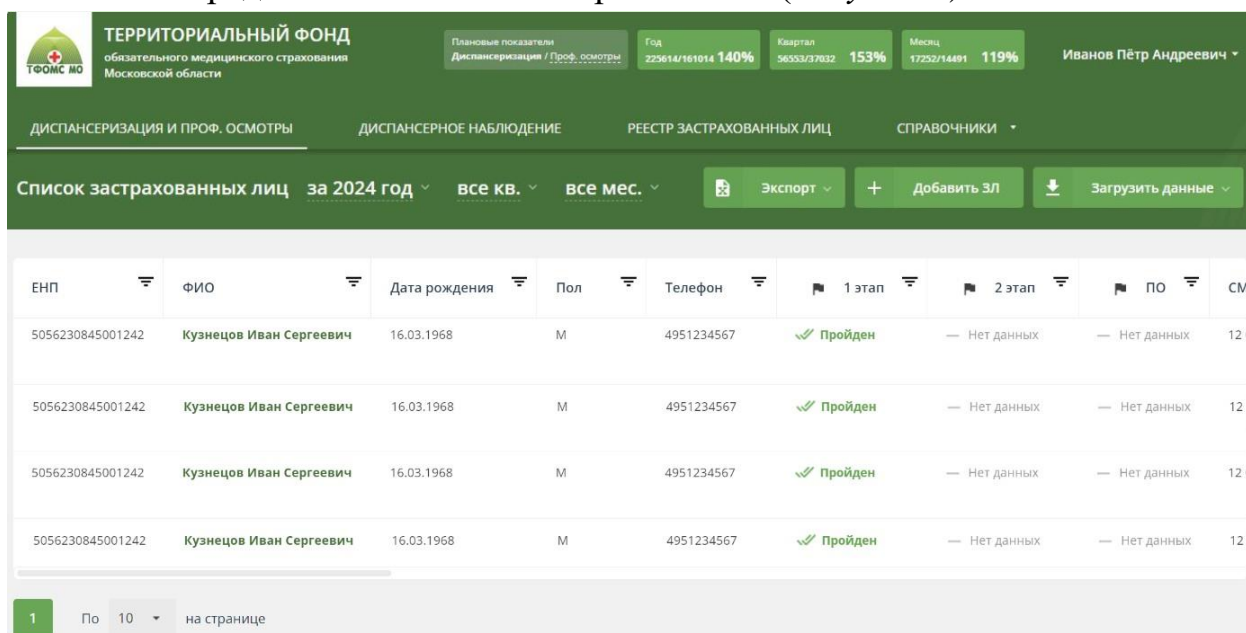 ТЕРРИТОРИАЛЬНЫЙ ФОНД
обязательного медицинского страхования
Московской области
ТФОМС МО
Плановые показатели
Диспансеризация / Проф. осмотры
Год
225614/161014 140%
Квартал
56553/37032 153%
Месяц
17252/14491 119%
Иванов Пётр Андреевич
ДИСПАНСЕРИЗАЦИЯ И ПРОФ. ОСМОТРЫ ДИСПАНСЕРНОЕ НАБЛЮДЕНИЕ РЕЕСТР ЗАСТРАХОВАННЫХ ЛИЦ СПРАВОЧНИКИ
Список застрахованных лиц за 2024 год все кв. все мес. Экспорт + Добавить ЗЛ Загрузить данные
ЕНП ФИО Дата рождения Пол Телефон 1 этап 2 этап ПО СМ
5056230845001242 Кузнецов Иван Сергеевич 16.03.1968 М 4951234567 Пройден — Нет данных — Нет данных 12
5056230845001242 Кузнецов Иван Сергеевич 16.03.1968 М 4951234567 Пройден — Нет данных — Нет данных 12
5056230845001242 Кузнецов Иван Сергеевич 16.03.1968 М 4951234567 Пройден — Нет данных — Нет данных 12
5056230845001242 Кузнецов Иван Сергеевич 16.03.1968 М 4951234567 Пройден — Нет данных — Нет данных 12
1 По 10 на странице